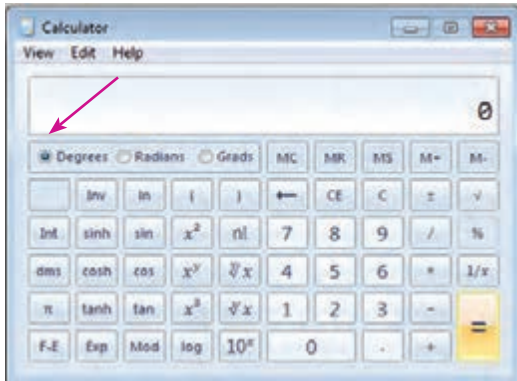 Calculator
View Edit Help
0
Degrees Radians Grads MC MR MS M+ M-
Inv ln ( ) ← CE C ± √
Int sinh sin x² n! 7 8 9 / %
dms cosh cos xʸ ʸ√x 4 5 6 * 1/x
π tanh tan x³ ³√x 1 2 3 - =
F-E Exp Mod log 10ˣ 0 . +